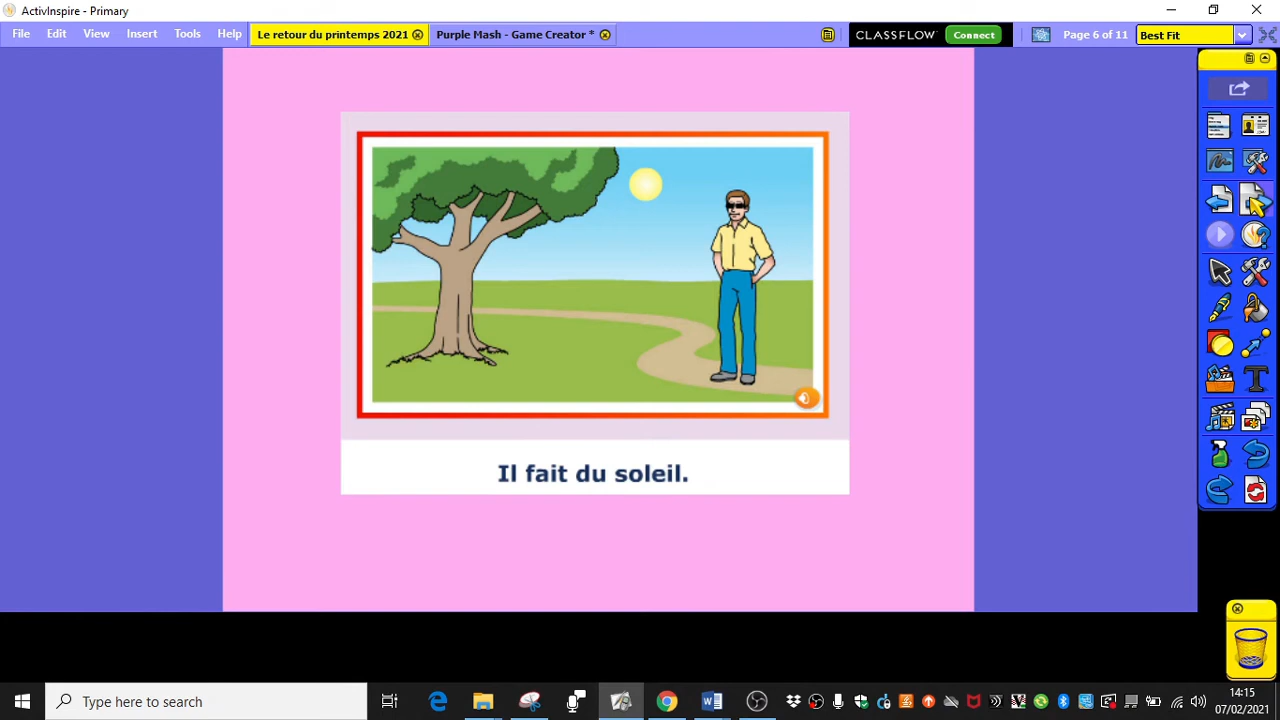 ActivInspire - Primary
File Edit View Insert Tools Help
Le retour du printemps 2021
Purple Mash - Game Creator *
CLASSFLOW
Connect
Page 6 of 11
Best Fit
Il fait du soleil.
Type here to search
14:15
07/02/2021